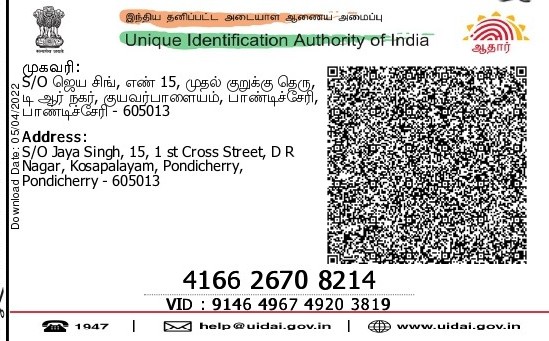 இந்திய தனிப்பட்ட அடையாள ஆணைய அமைப்பு
Unique Identification Authority of India
ஆதார்
முகவரி:
S/O ஜெய சிங், எண் 15, முதல் குறுக்கு தெரு,
டி ஆர் நகர், குயவர்பாளையம், பாண்டிச்சேரி,
பாண்டிச்சேரி - 605013
Address:
S/O Jaya Singh, 15, 1 st Cross Street, D R
Nagar, Kosapalayam, Pondicherry,
Pondicherry - 605013
Download Date: 05/04/2022
4166 2670 8214
VID : 9146 4967 4920 3819
1947 | help@uidai.gov.in | www.uidai.gov.in